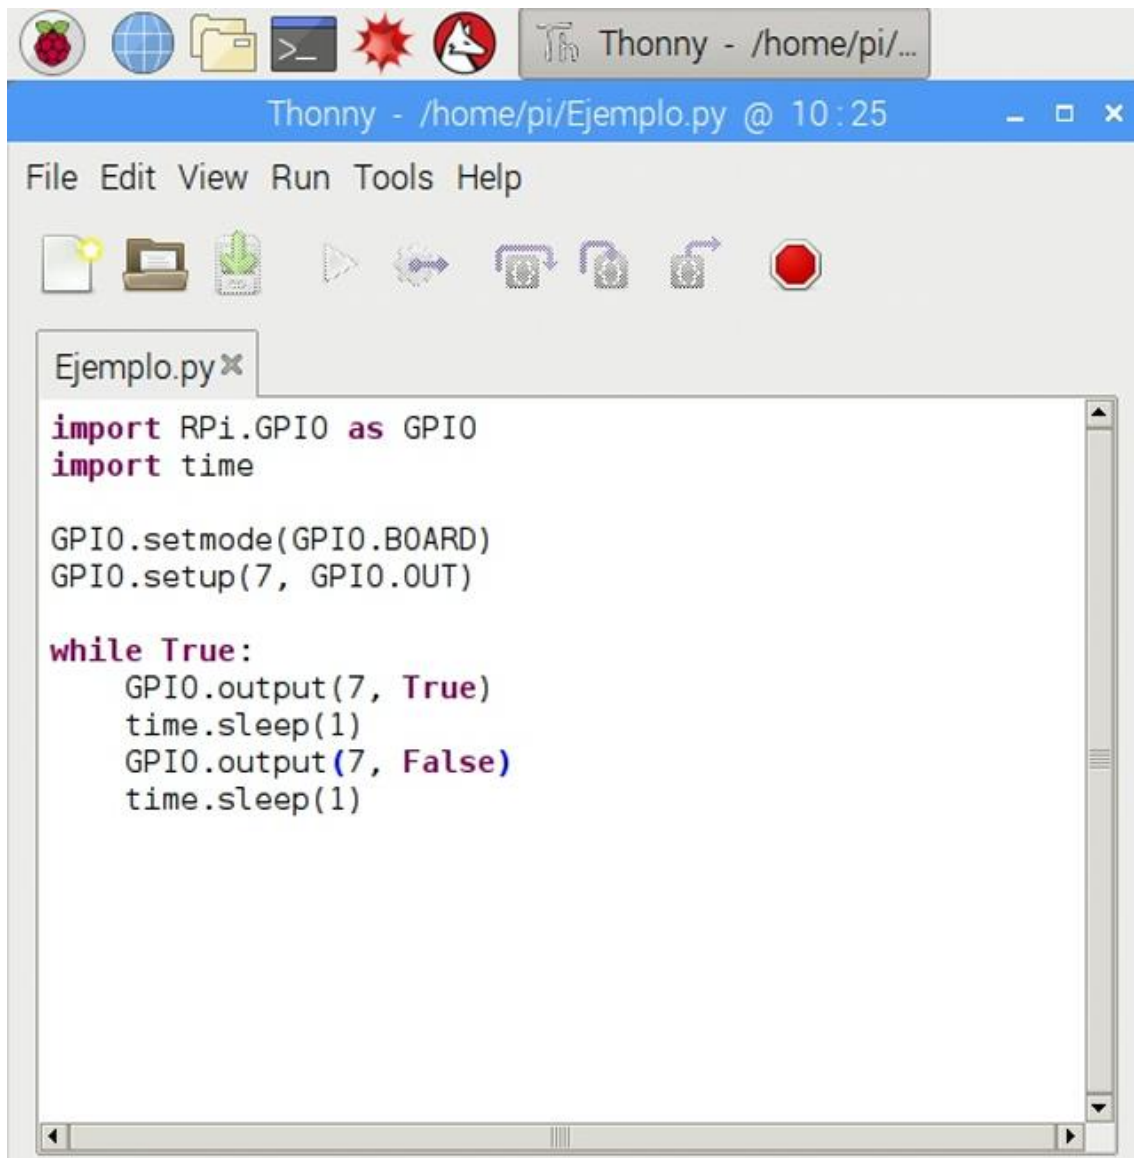 Thonny - /home/pi/...
Thonny - /home/pi/Ejemplo.py @ 10 : 25
File Edit View Run Tools Help
Ejemplo.py
import RPi.GPIO as GPIO
import time
GPIO.setmode(GPIO.BOARD)
GPIO.setup(7, GPIO.OUT)
while True:
    GPIO.output(7, True)
    time.sleep(1)
    GPIO.output(7, False)
    time.sleep(1)